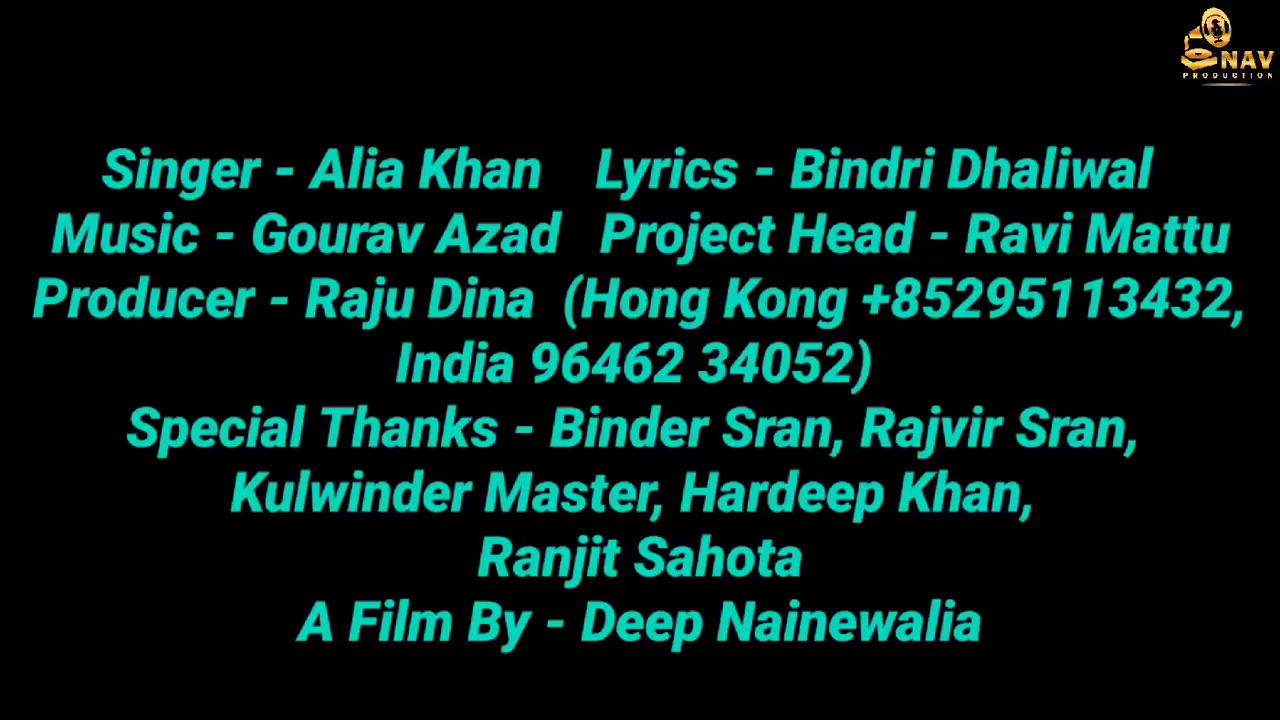 NAV
PRODUCTION
Singer - Alia Khan    Lyrics - Bindri Dhaliwal
Music - Gourav Azad   Project Head - Ravi Mattu
Producer - Raju Dina  (Hong Kong +85295113432,
India 96462 34052)
Special Thanks - Binder Sran, Rajvir Sran,
Kulwinder Master, Hardeep Khan,
Ranjit Sahota
A Film By - Deep Nainewalia